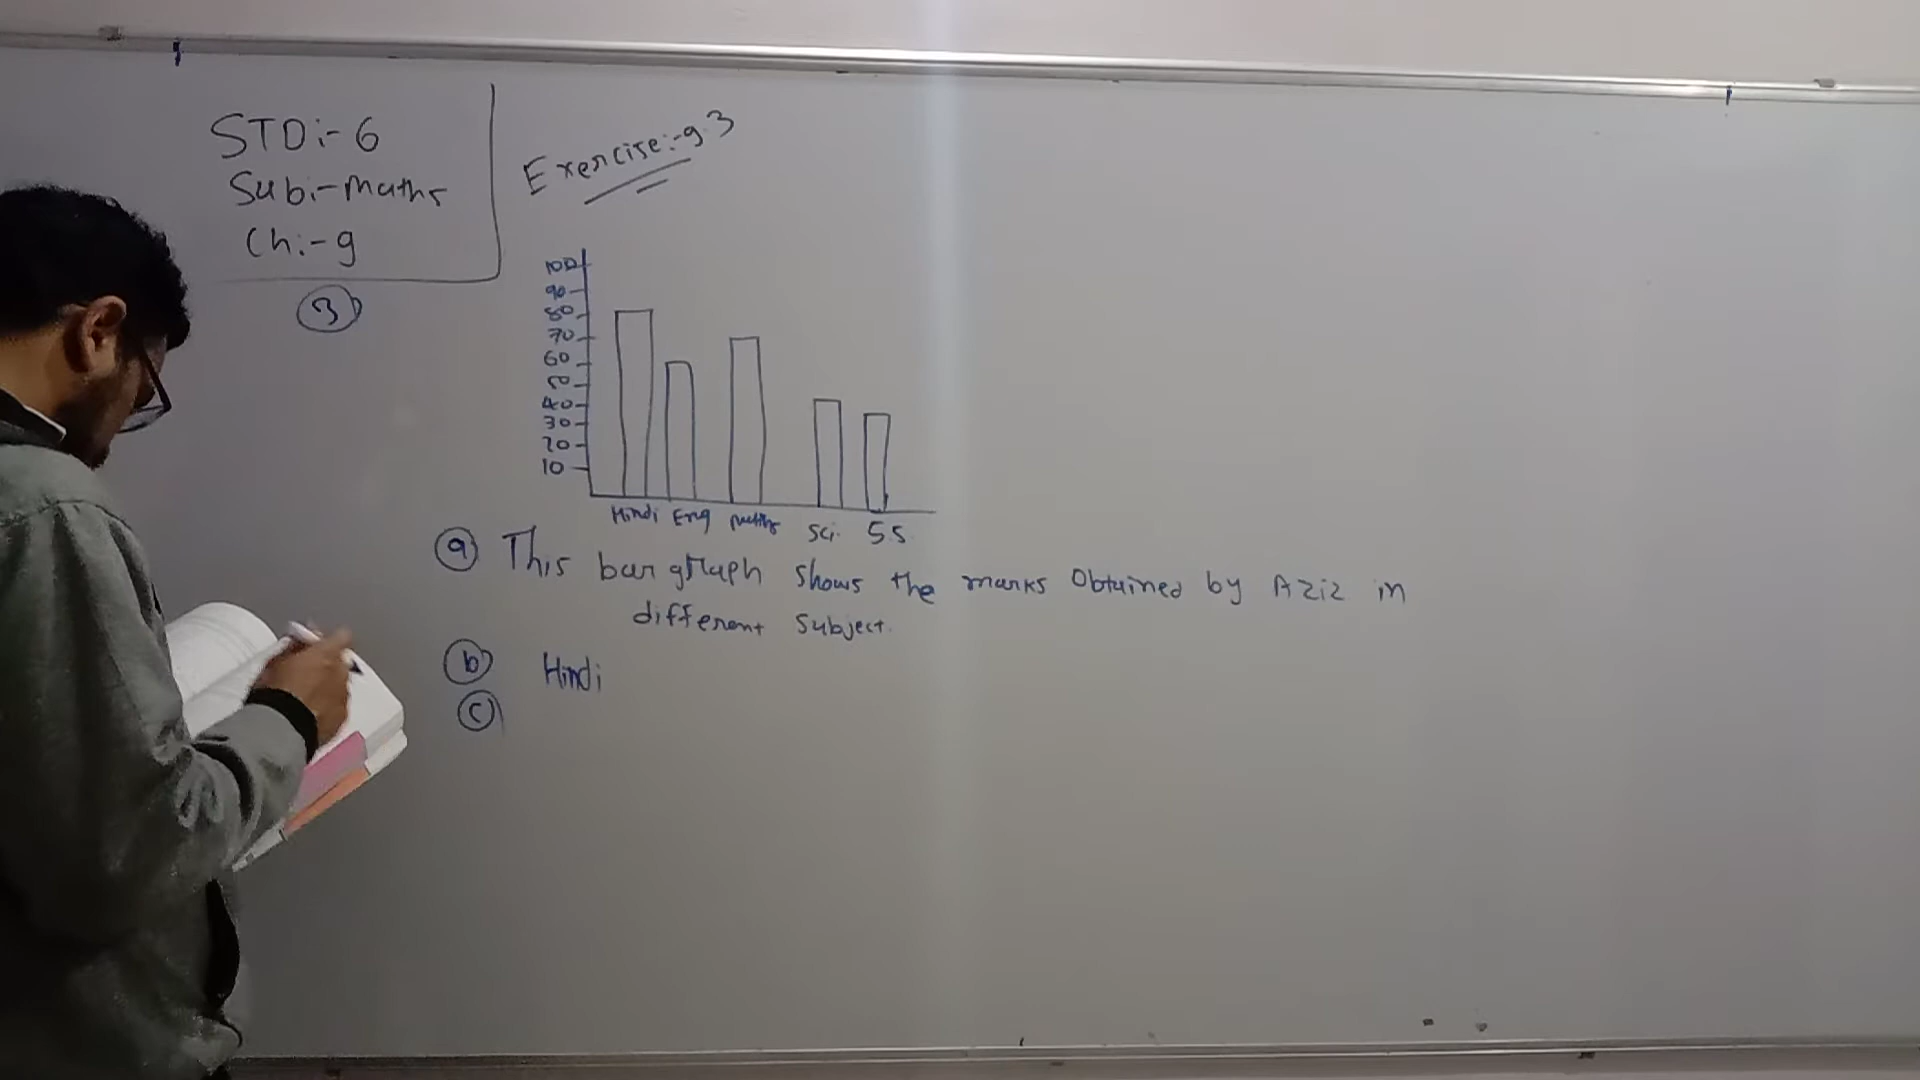 STD:- 6
Sub:- maths
Ch:- 9
3
Exercise:- 9.3
100
90
80
70
60
50
40
30
20
10
Hindi Eng maths Sci. S.S
a This bar graph shows the marks Obtained by Aziz in
different Subject.
b Hindi
c